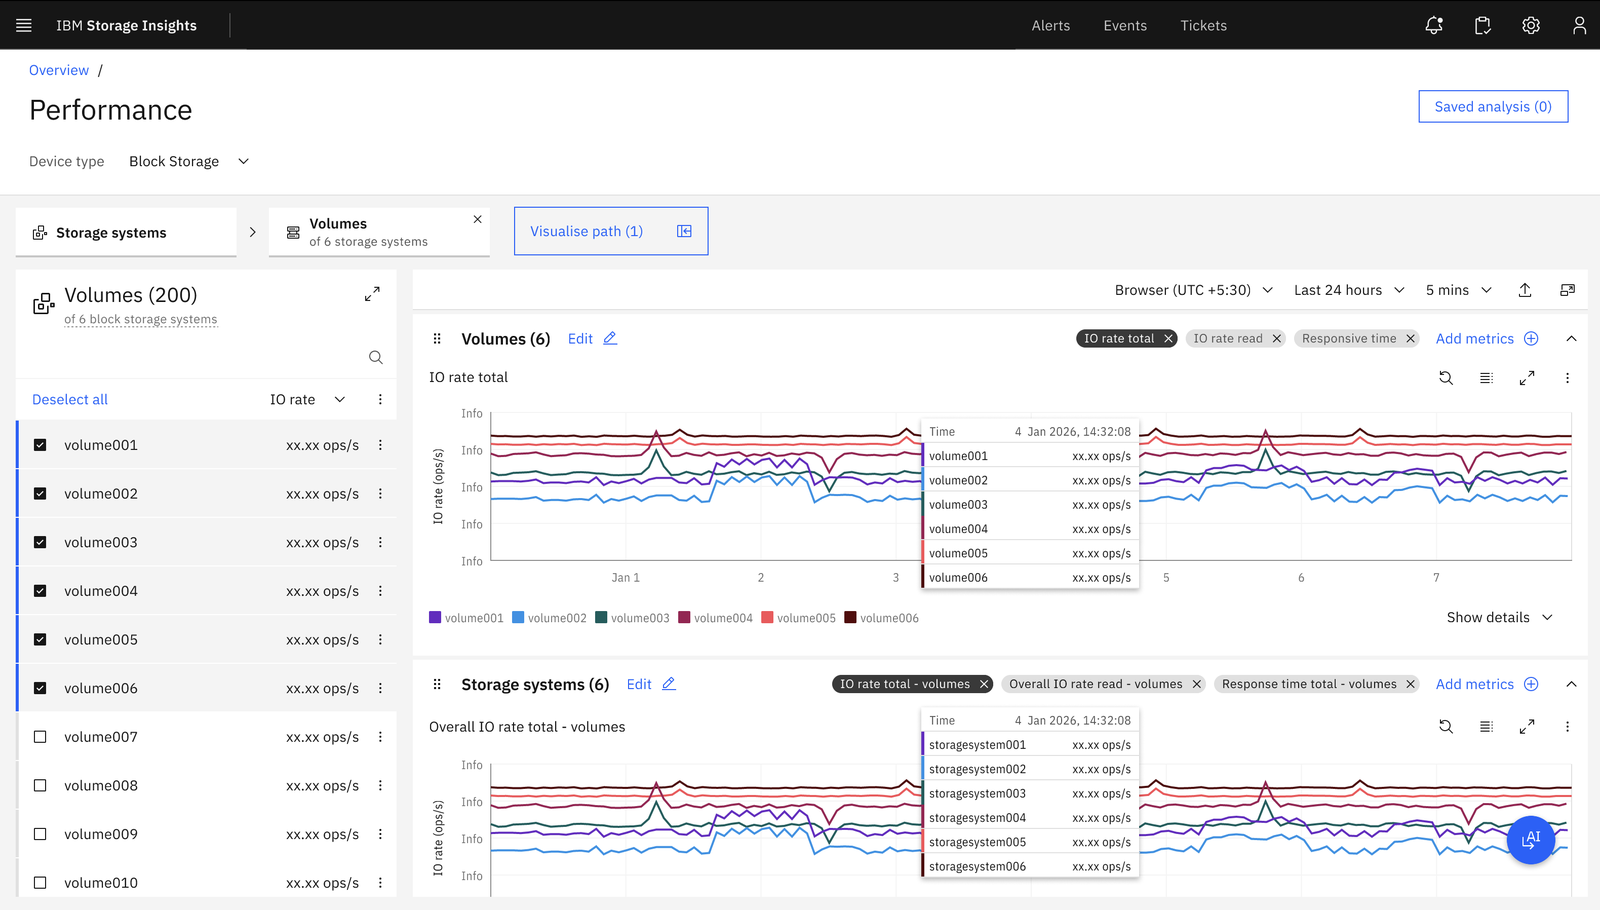 IBM Storage Insights
Alerts
Events
Tickets
Overview /
Performance
Saved analysis (0)
Device type
Block Storage
Storage systems
Volumes
of 6 storage systems
Visualise path (1)
Volumes (200)
of 6 block storage systems
Deselect all
IO rate
volume001 xx.xx ops/s
volume002 xx.xx ops/s
volume003 xx.xx ops/s
volume004 xx.xx ops/s
volume005 xx.xx ops/s
volume006 xx.xx ops/s
volume007 xx.xx ops/s
volume008 xx.xx ops/s
volume009 xx.xx ops/s
volume010 xx.xx ops/s
Browser (UTC +5:30)
Last 24 hours
5 mins
Volumes (6)
Edit
IO rate total
IO rate read
Responsive time
Add metrics
IO rate total
IO rate (ops/s)
Info
Info
Info
Info
Info
Jan 1
2
3
5
6
7
Time 4 Jan 2026, 14:32:08
volume001 xx.xx ops/s
volume002 xx.xx ops/s
volume003 xx.xx ops/s
volume004 xx.xx ops/s
volume005 xx.xx ops/s
volume006 xx.xx ops/s
volume001 volume002 volume003 volume004 volume005 volume006
Show details
Storage systems (6)
Edit
IO rate total - volumes
Overall IO rate read - volumes
Response time total - volumes
Add metrics
Overall IO rate total - volumes
IO rate (ops/s)
Info
Info
Info
Info
Time 4 Jan 2026, 14:32:08
storagesystem001 xx.xx ops/s
storagesystem002 xx.xx ops/s
storagesystem003 xx.xx ops/s
storagesystem004 xx.xx ops/s
storagesystem005 xx.xx ops/s
storagesystem006 xx.xx ops/s
AI